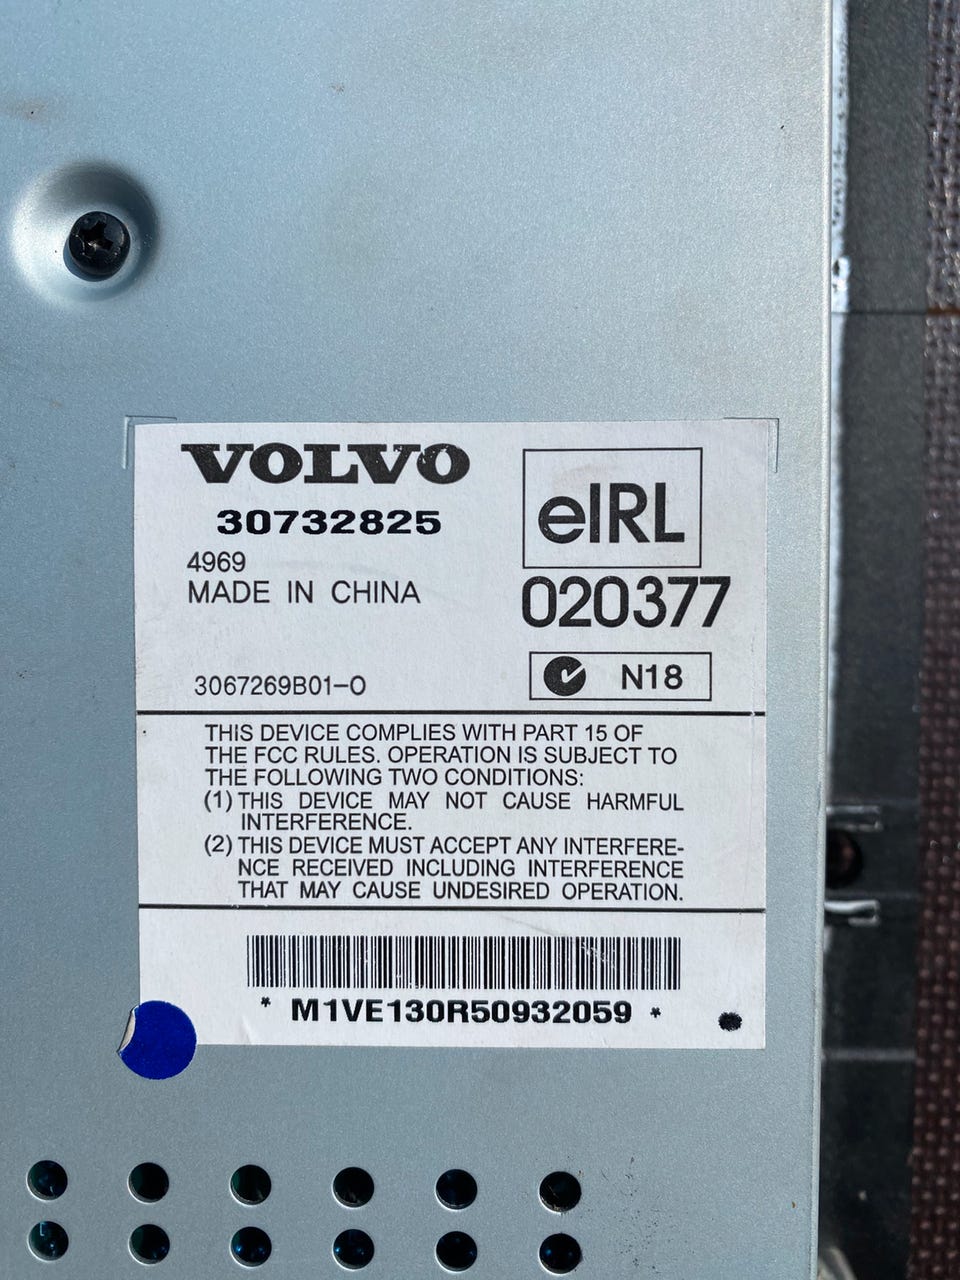 VOLVO
30732825
4969
MADE IN CHINA
3067269B01-O
eIRL
020377
N18
THIS DEVICE COMPLIES WITH PART 15 OF
THE FCC RULES. OPERATION IS SUBJECT TO
THE FOLLOWING TWO CONDITIONS:
(1) THIS DEVICE MAY NOT CAUSE HARMFUL
INTERFERENCE.
(2) THIS DEVICE MUST ACCEPT ANY INTERFERE-
NCE RECEIVED INCLUDING INTERFERENCE
THAT MAY CAUSE UNDESIRED OPERATION.
* M1VE130R50932059 *